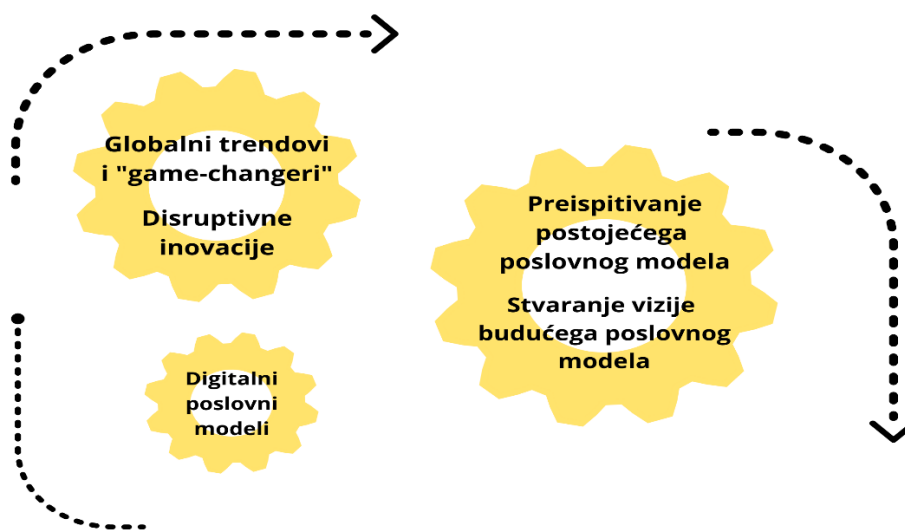 Globalni trendovi
i "game-changeri"
Disruptivne
inovacije
Preispitivanje
postojećega
poslovnog modela
Stvaranje vizije
budućega poslovnog
modela
Digitalni
poslovni
modeli